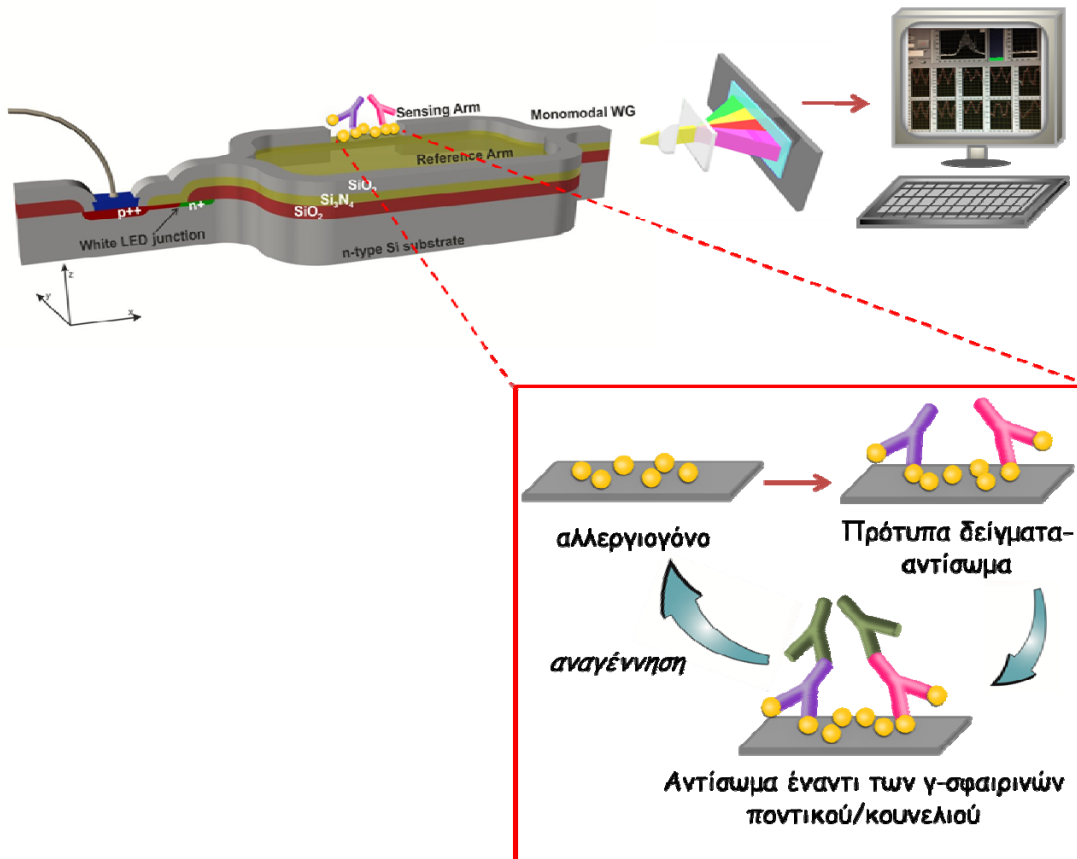 Sensing Arm
Monomodal WG
Reference Arm
SiO2
Si3N4
SiO2
p++
n+
White LED junction
n-type Si substrate
z
y
x
αλλεργιογόνο
Πρότυπα δείγματα-
αντίσωμα
αναγέννηση
Αντίσωμα έναντι των γ-σφαιρινών
ποντικού/κουνελιού